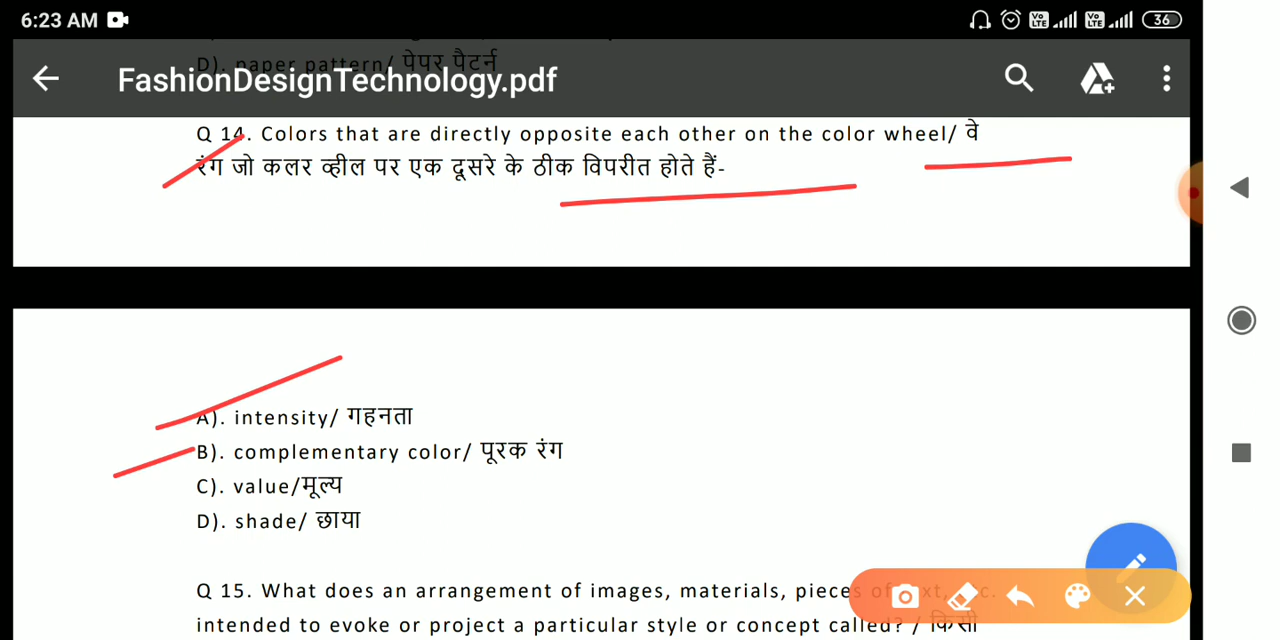 6:23 AM
36
D). paper pattern/ पेपर पैटर्न
FashionDesignTechnology.pdf
Q 14. Colors that are directly opposite each other on the color wheel/ वे
रंग जो कलर व्हील पर एक दूसरे के ठीक विपरीत होते हैं-
A). intensity/ गहनता
B). complementary color/ पूरक रंग
C). value/मूल्य
D). shade/ छाया
Q 15. What does an arrangement of images, materials, pieces of
intended to evoke or project a particular style or concept called? / किसी